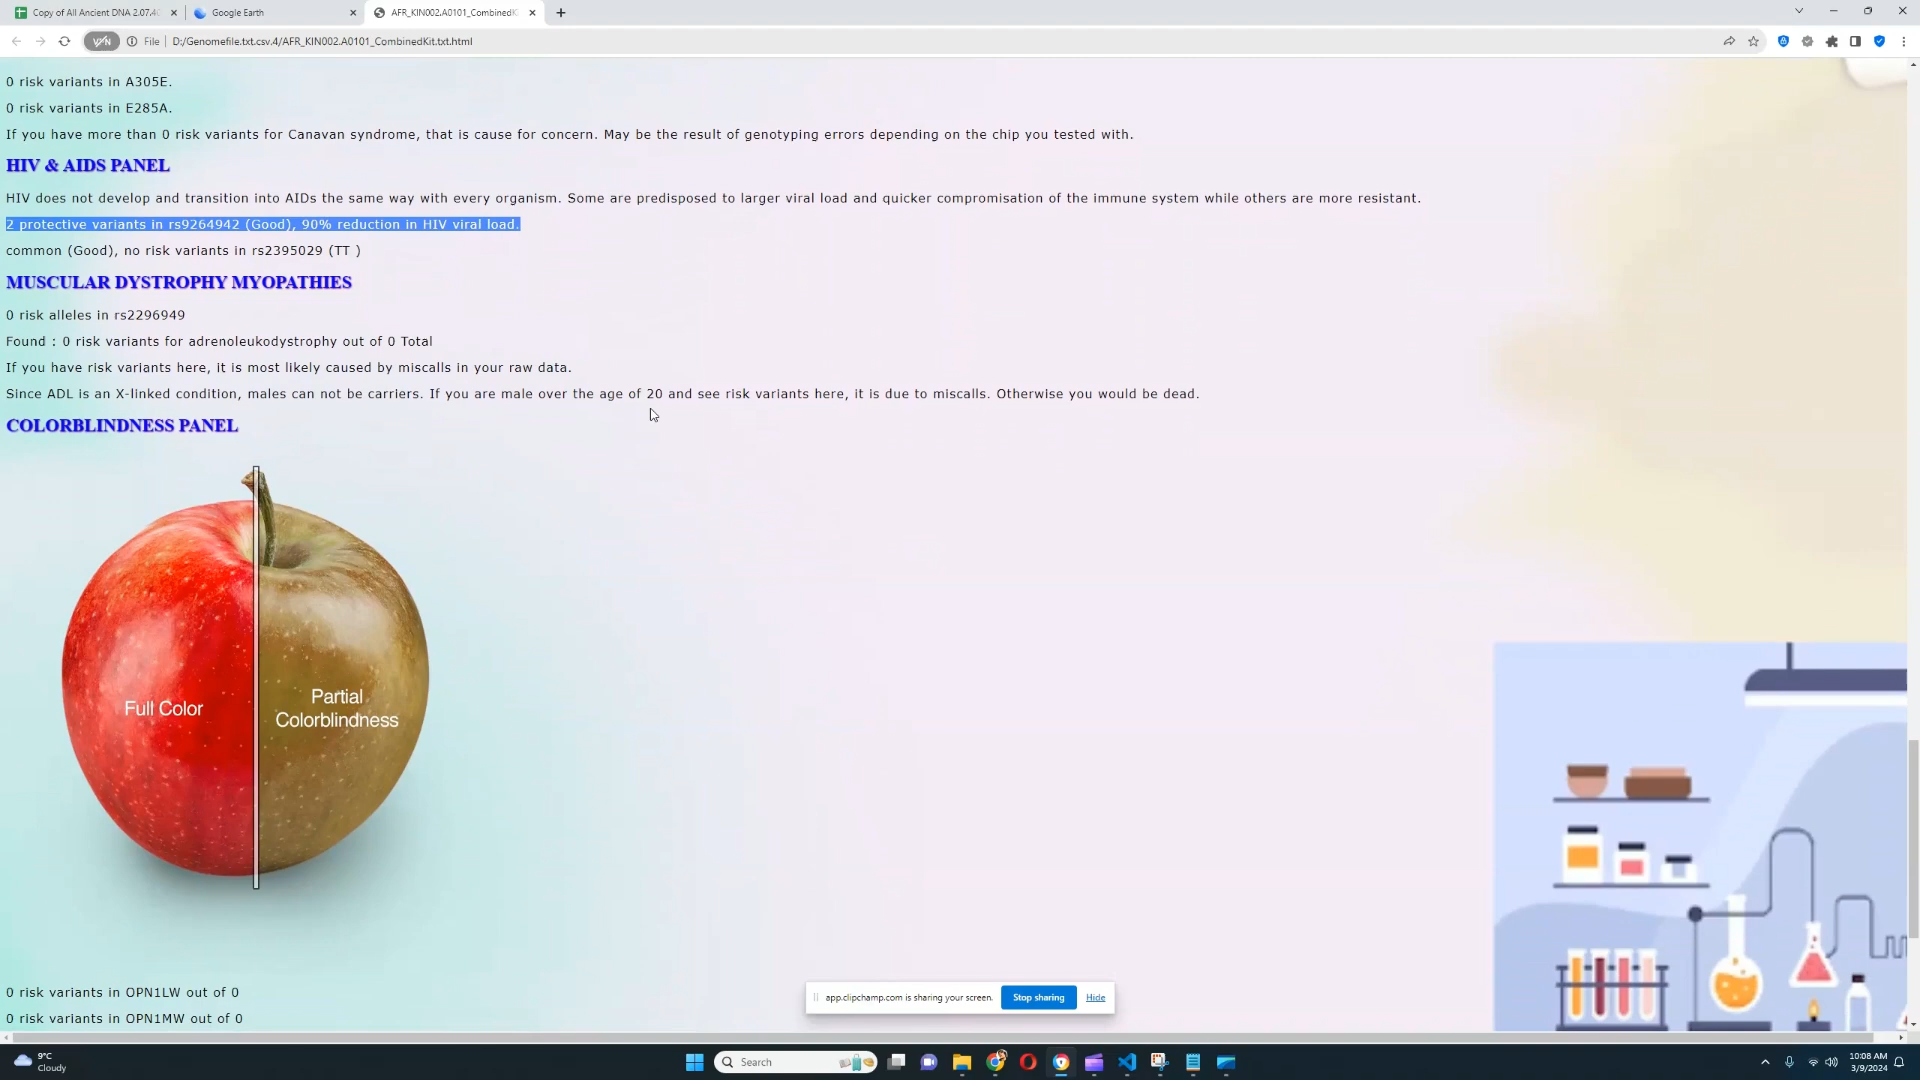 Copy of All Ancient DNA 2.07.4
Google Earth
AFR_KIN002.A0101_CombinedK
VPN
File
D:/Genomefile.txt.csv.4/AFR_KIN002.A0101_CombinedKit.txt.html
0 risk variants in A305E.
0 risk variants in E285A.
If you have more than 0 risk variants for Canavan syndrome, that is cause for concern. May be the result of genotyping errors depending on the chip you tested with.
HIV & AIDS PANEL
HIV does not develop and transition into AIDs the same way with every organism. Some are predisposed to larger viral load and quicker compromisation of the immune system while others are more resistant.
2 protective variants in rs9264942 (Good), 90% reduction in HIV viral load.
common (Good), no risk variants in rs2395029 (TT )
MUSCULAR DYSTROPHY MYOPATHIES
0 risk alleles in rs2296949
Found : 0 risk variants for adrenoleukodystrophy out of 0 Total
If you have risk variants here, it is most likely caused by miscalls in your raw data.
Since ADL is an X-linked condition, males can not be carriers. If you are male over the age of 20 and see risk variants here, it is due to miscalls. Otherwise you would be dead.
COLORBLINDNESS PANEL
Full Color
Partial
Colorblindness
0 risk variants in OPN1LW out of 0
0 risk variants in OPN1MW out of 0
app.clipchamp.com is sharing your screen.
Stop sharing
Hide
9°C
Cloudy
Search
10:08 AM
3/9/2024